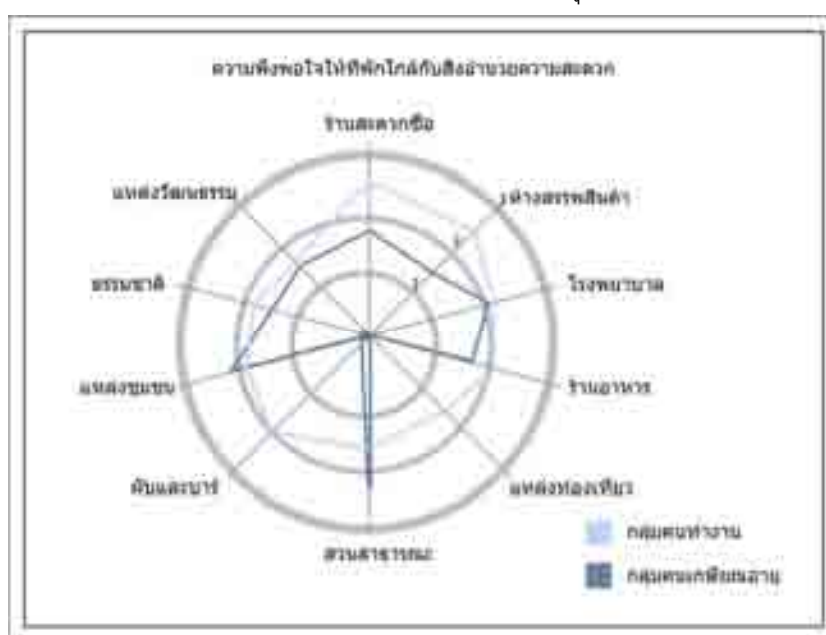 ความพึงพอใจให้ที่พักใกล้กับสิ่งอำนวยความสะดวก
ร้านสะดวกซื้อ
แหล่งวัฒนธรรม
ห้างสรรพสินค้า
ธรรมชาติ
โรงพยาบาล
แหล่งชุมชน
ร้านอาหาร
ผับและบาร์
แหล่งท่องเที่ยว
สวนสาธารณะ
กลุ่มคนทำงาน
กลุ่มคนเกษียณอายุ